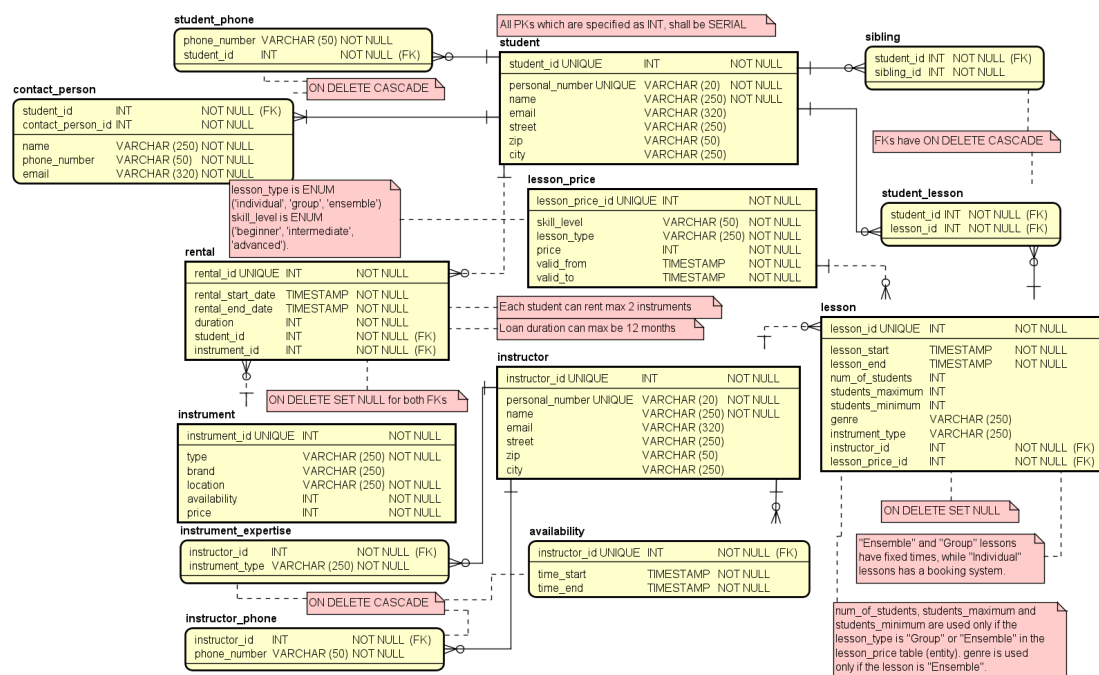 student_phone
phone_number VARCHAR (50) NOT NULL
student_id INT NOT NULL (FK)
ON DELETE CASCADE
All PKs which are specified as INT, shall be SERIAL
student
student_id UNIQUE INT NOT NULL
personal_number UNIQUE VARCHAR (20) NOT NULL
name VARCHAR (250) NOT NULL
email VARCHAR (320)
street VARCHAR (250)
zip VARCHAR (50)
city VARCHAR (250)
sibling
student_id INT NOT NULL (FK)
sibling_id INT NOT NULL
FKs have ON DELETE CASCADE
contact_person
student_id INT NOT NULL (FK)
contact_person_id INT NOT NULL
name VARCHAR (250) NOT NULL
phone_number VARCHAR (50) NOT NULL
email VARCHAR (320) NOT NULL
lesson_type is ENUM
('individual', 'group', 'ensemble')
skill_level is ENUM
('beginner', 'intermediate',
'advanced').
lesson_price
lesson_price_id UNIQUE INT NOT NULL
skill_level VARCHAR (50) NOT NULL
lesson_type VARCHAR (250) NOT NULL
price INT NOT NULL
valid_from TIMESTAMP NOT NULL
valid_to TIMESTAMP NOT NULL
student_lesson
student_id INT NOT NULL (FK)
lesson_id INT NOT NULL (FK)
rental
rental_id UNIQUE INT NOT NULL
rental_start_date TIMESTAMP NOT NULL
rental_end_date TIMESTAMP NOT NULL
duration INT NOT NULL
student_id INT NOT NULL (FK)
instrument_id INT NOT NULL (FK)
Each student can rent max 2 instruments
Loan duration can max be 12 months
ON DELETE SET NULL for both FKs
lesson
lesson_id UNIQUE INT NOT NULL
lesson_start TIMESTAMP NOT NULL
lesson_end TIMESTAMP NOT NULL
num_of_students INT
students_maximum INT
students_minimum INT
genre VARCHAR (250)
instrument_type VARCHAR (250)
instructor_id INT NOT NULL (FK)
lesson_price_id INT NOT NULL (FK)
instructor
instructor_id UNIQUE INT NOT NULL
personal_number UNIQUE VARCHAR (20) NOT NULL
name VARCHAR (250) NOT NULL
email VARCHAR (320)
street VARCHAR (250)
zip VARCHAR (50)
city VARCHAR (250)
instrument
instrument_id UNIQUE INT NOT NULL
type VARCHAR (250) NOT NULL
brand VARCHAR (250)
location VARCHAR (250) NOT NULL
availability INT NOT NULL
price INT NOT NULL
ON DELETE SET NULL
"Ensemble" and "Group" lessons
have fixed times, while "Individual"
lessons has a booking system.
instrument_expertise
instructor_id INT NOT NULL (FK)
instrument_type VARCHAR (250) NOT NULL
ON DELETE CASCADE
availability
instructor_id UNIQUE INT NOT NULL (FK)
time_start TIMESTAMP NOT NULL
time_end TIMESTAMP NOT NULL
instructor_phone
instructor_id INT NOT NULL (FK)
phone_number VARCHAR (50) NOT NULL
num_of_students, students_maximum and
students_minimum are used only if the
lesson_type is "Group" or "Ensemble" in the
lesson_price table (entity). genre is used
only if the lesson is "Ensemble".